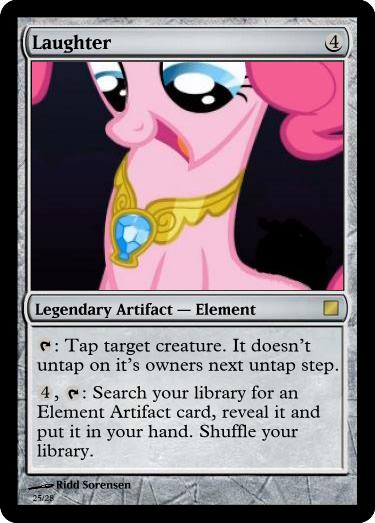 Laughter 4
Legendary Artifact — Element
: Tap target creature. It doesn't
untap on it's owners next untap step.
4, : Search your library for an
Element Artifact card, reveal it and
put it in your hand. Shuffle your
library.
Ridd Sorensen
25/28